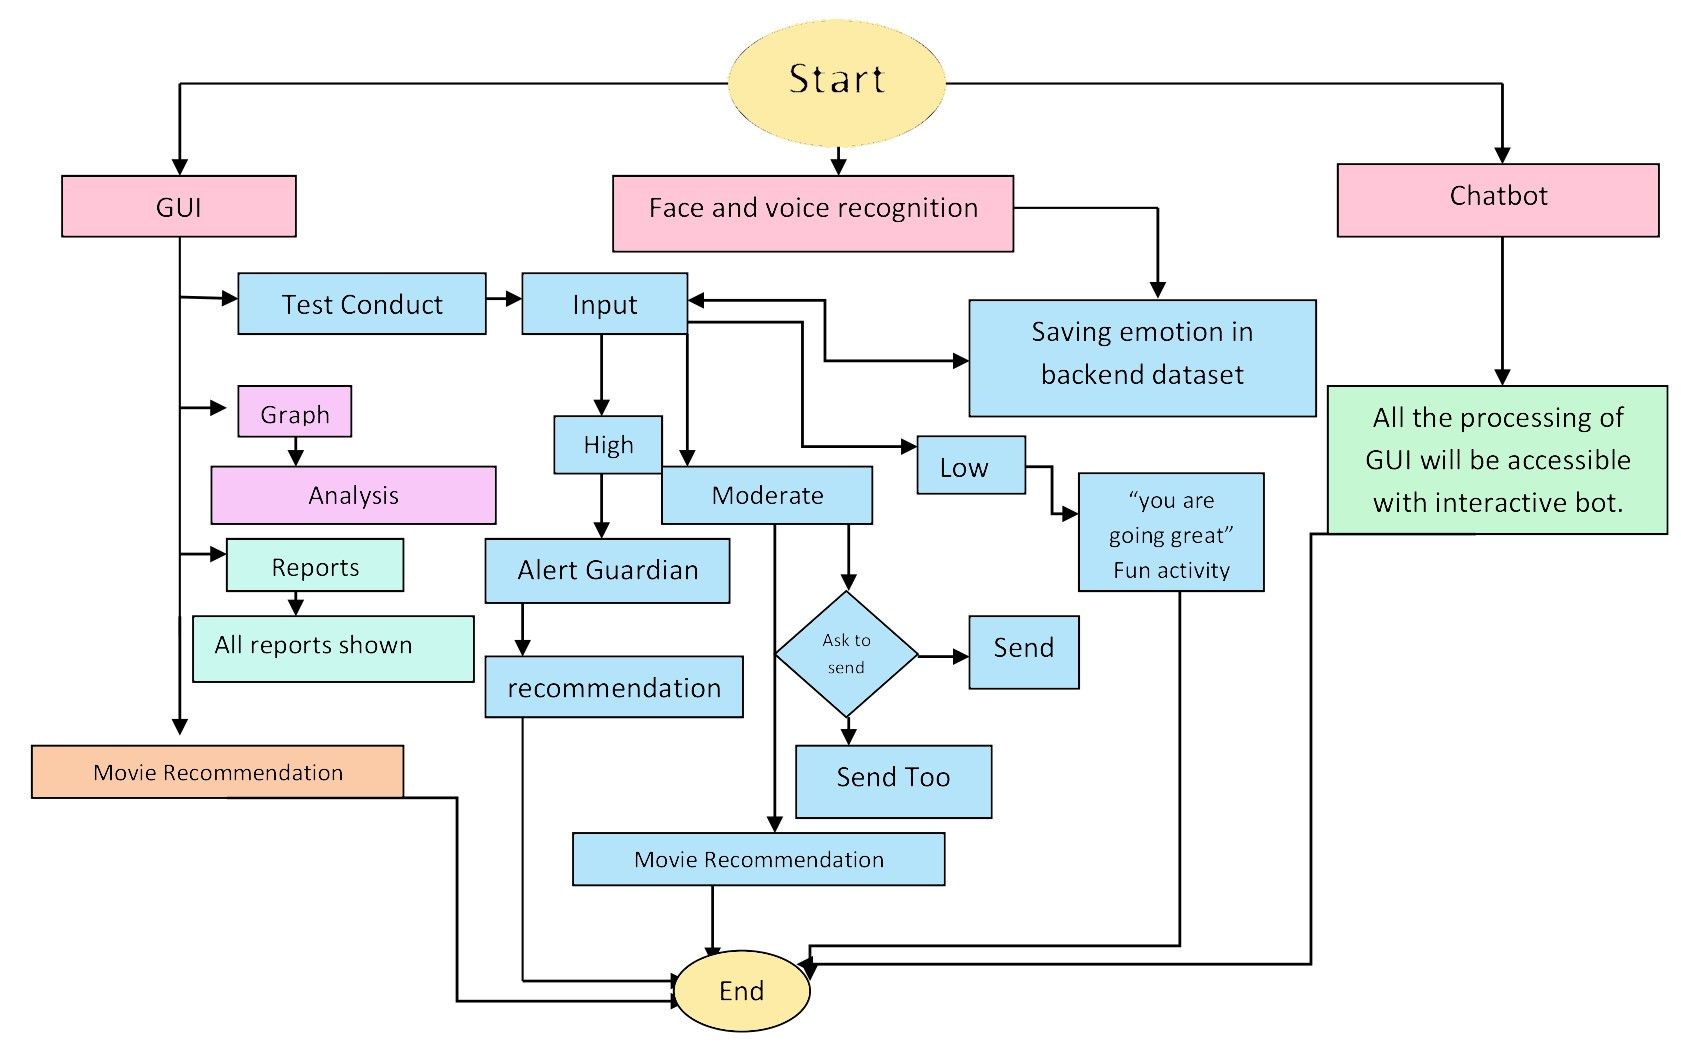 Start
GUI
Face and voice recognition
Chatbot
Test Conduct
Input
Saving emotion in
backend dataset
Graph
Analysis
High
Moderate
Low
"you are
going great"
Fun activity
All the processing of
GUI will be accessible
with interactive bot.
Reports
All reports shown
Alert Guardian
recommendation
Ask to
send
Send
Send Too
Movie Recommendation
Movie Recommendation
End